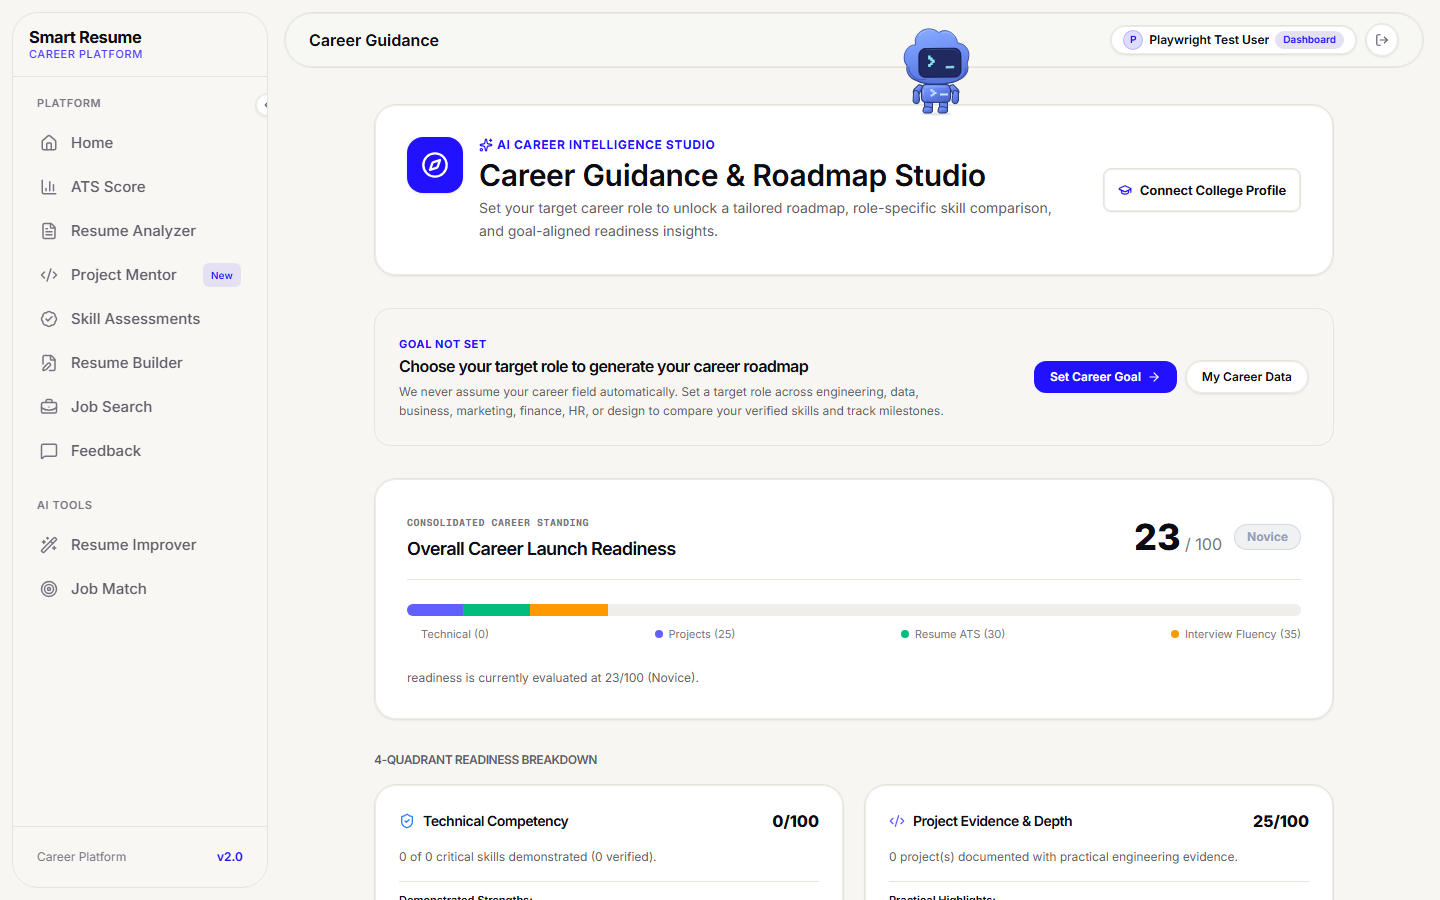 Smart Resume
CAREER PLATFORM
PLATFORM
Home
ATS Score
Resume Analyzer
Project Mentor New
Skill Assessments
Resume Builder
Job Search
Feedback
AI TOOLS
Resume Improver
Job Match
Career Platform v2.0
Career Guidance
P Playwright Test User Dashboard
AI CAREER INTELLIGENCE STUDIO
Career Guidance & Roadmap Studio
Set your target career role to unlock a tailored roadmap, role-specific skill comparison,
and goal-aligned readiness insights.
Connect College Profile
GOAL NOT SET
Choose your target role to generate your career roadmap
We never assume your career field automatically. Set a target role across engineering, data,
business, marketing, finance, HR, or design to compare your verified skills and track milestones.
Set Career Goal
My Career Data
CONSOLIDATED CAREER STANDING
Overall Career Launch Readiness
23 / 100 Novice
Technical (0) Projects (25) Resume ATS (30) Interview Fluency (35)
readiness is currently evaluated at 23/100 (Novice).
4-QUADRANT READINESS BREAKDOWN
Technical Competency 0/100
0 of 0 critical skills demonstrated (0 verified).
Demonstrated Strengths:
Project Evidence & Depth 25/100
0 project(s) documented with practical engineering evidence.
Practical Highlights: